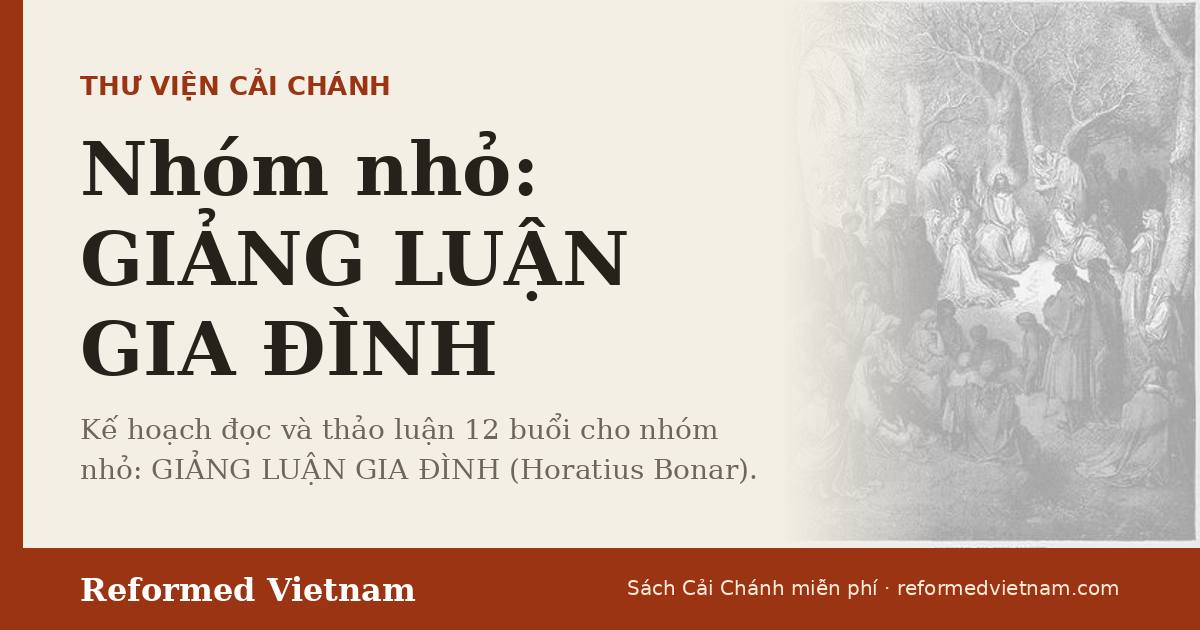 THƯ VIỆN CẢI CHÁNH
Nhóm nhỏ:
GIẢNG LUẬN
GIA ĐÌNH
Kế hoạch đọc và thảo luận 12 buổi cho nhóm
nhỏ: GIẢNG LUẬN GIA ĐÌNH (Horatius Bonar).
Reformed Vietnam
Sách Cải Chánh miễn phí · reformedvietnam.com